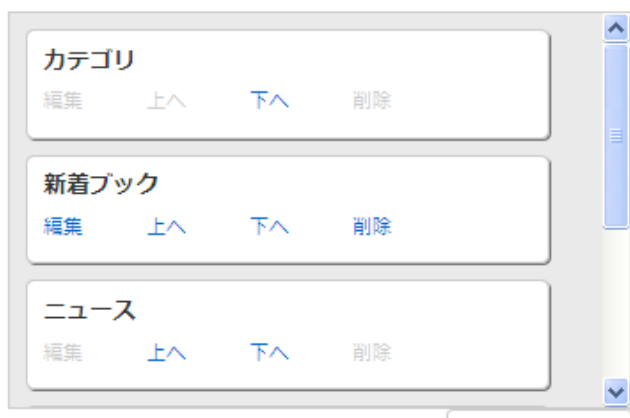 カテゴリ
編集 上へ 下へ 削除
新着ブック
編集 上へ 下へ 削除
ニュース
編集 上へ 下へ 削除